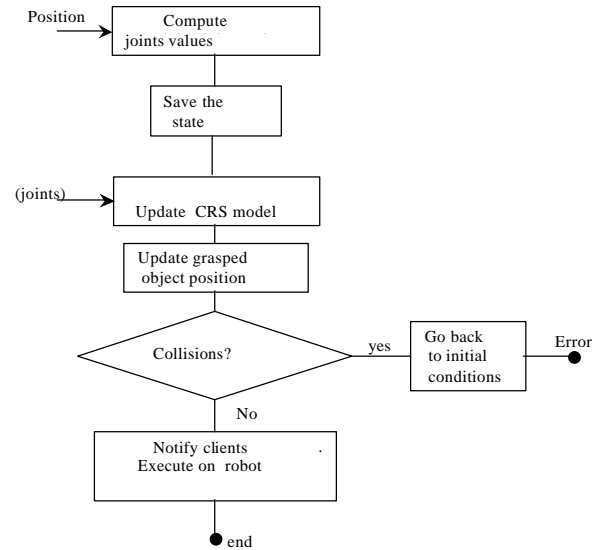 Position
Compute
joints values
Save the
state
(joints)
Update CRS model
Update grasped
object position
Collisions?
yes
Go back
to initial
conditions
Error
No
Notify clients
Execute on robot
end